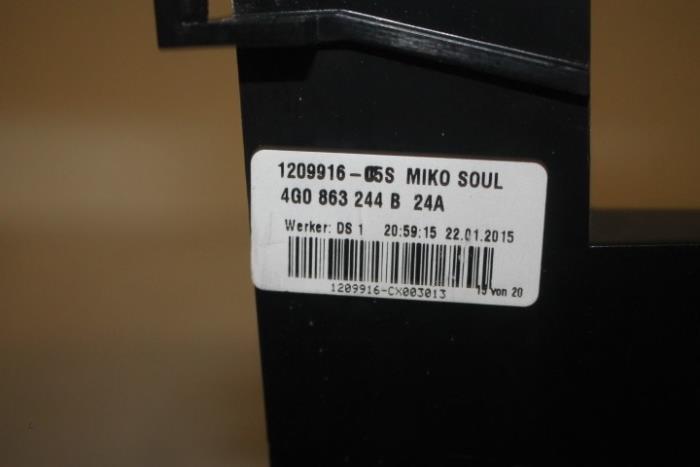 1209916-05S MIKO SOUL
4G0 863 244 B 24A
Werker: DS 1 20:59:15 22.01.2015
1209916-CX003013 15 von 20